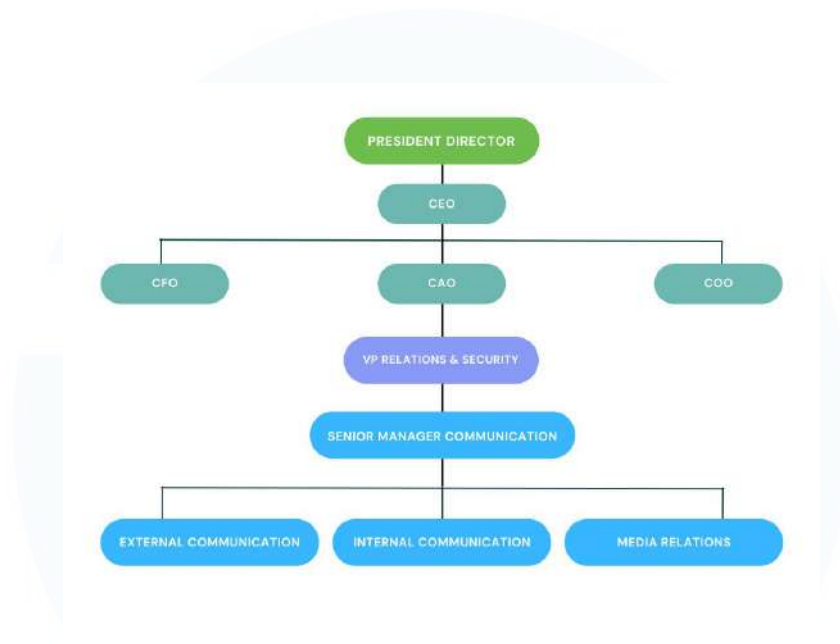 PRESIDENT DIRECTOR
CEO
CFO
CAO
COO
VP RELATIONS & SECURITY
SENIOR MANAGER COMMUNICATION
EXTERNAL COMMUNICATION
INTERNAL COMMUNICATION
MEDIA RELATIONS